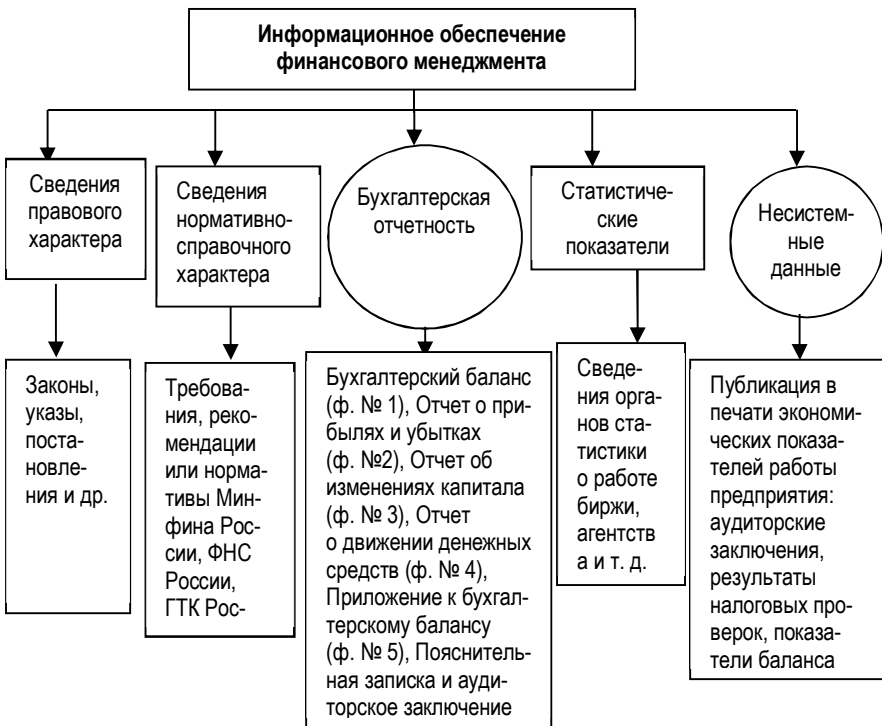 Информационное обеспечение
финансового менеджмента
Сведения
правового
характера
Сведения
нормативно-
справочного
характера
Бухгалтерская
отчетность
Статистиче-
ские
показатели
Несистем-
ные
данные
Законы,
указы,
поста-
новле-
ния и др.
Требова-
ния, реко-
мендации
или норма-
тивы Мин-
фина Рос-
сии, ФНС
России,
ГТК Рос-
Бухгалтерский баланс
(ф. № 1), Отчет о при-
былях и убытках
(ф. №2), Отчет об
изменениях капитала
(ф. № 3), Отчет
о движении денежных
средств (ф. № 4),
Приложение к бухгал-
терскому балансу
(ф. № 5), Пояснитель-
ная записка и ауди-
торское заключение
Сведе-
ния орга-
нов ста-
тистики
о работе
биржи,
агентств
а и т. д.
Публикация в
печати экономи-
ческих показа-
телей работы
предприятия:
аудиторские
заключения,
результаты
налоговых про-
верок, показа-
тели баланса